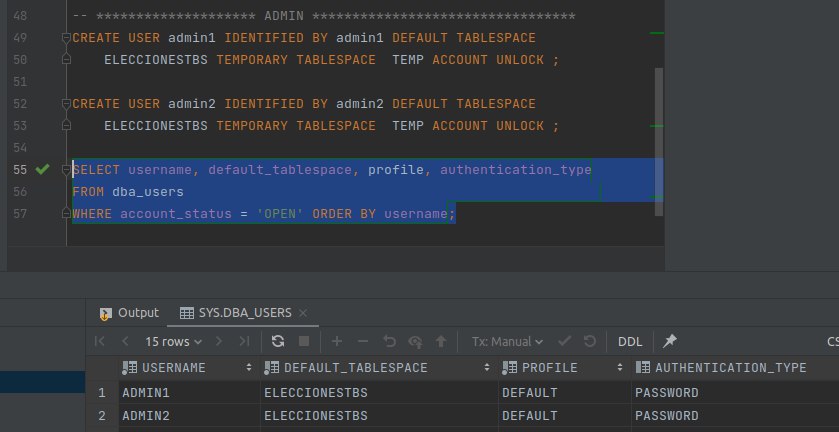 48 -- ******************** ADMIN *********************************
49 CREATE USER admin1 IDENTIFIED BY admin1 DEFAULT TABLESPACE
50 ELECCIONESTBS TEMPORARY TABLESPACE  TEMP ACCOUNT UNLOCK ;
51
52 CREATE USER admin2 IDENTIFIED BY admin2 DEFAULT TABLESPACE
53 ELECCIONESTBS TEMPORARY TABLESPACE  TEMP ACCOUNT UNLOCK ;
54
55 SELECT username, default_tablespace, profile, authentication_type
56 FROM dba_users
57 WHERE account_status = 'OPEN' ORDER BY username;
Output SYS.DBA_USERS
15 rows Tx: Manual DDL CS
USERNAME DEFAULT_TABLESPACE PROFILE AUTHENTICATION_TYPE
1 ADMIN1 ELECCIONESTBS DEFAULT PASSWORD
2 ADMIN2 ELECCIONESTBS DEFAULT PASSWORD